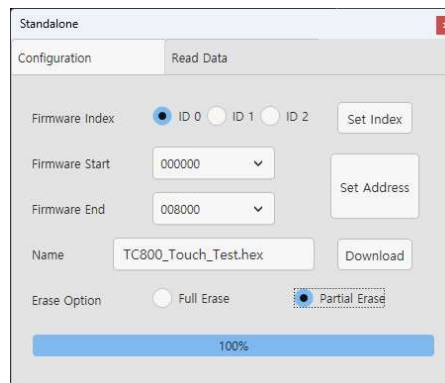 Standalone
Configuration Read Data
Firmware Index ID 0 ID 1 ID 2 Set Index
Firmware Start 000000
Set Address
Firmware End 008000
Name TC800_Touch_Test.hex Download
Erase Option Full Erase Partial Erase
100%